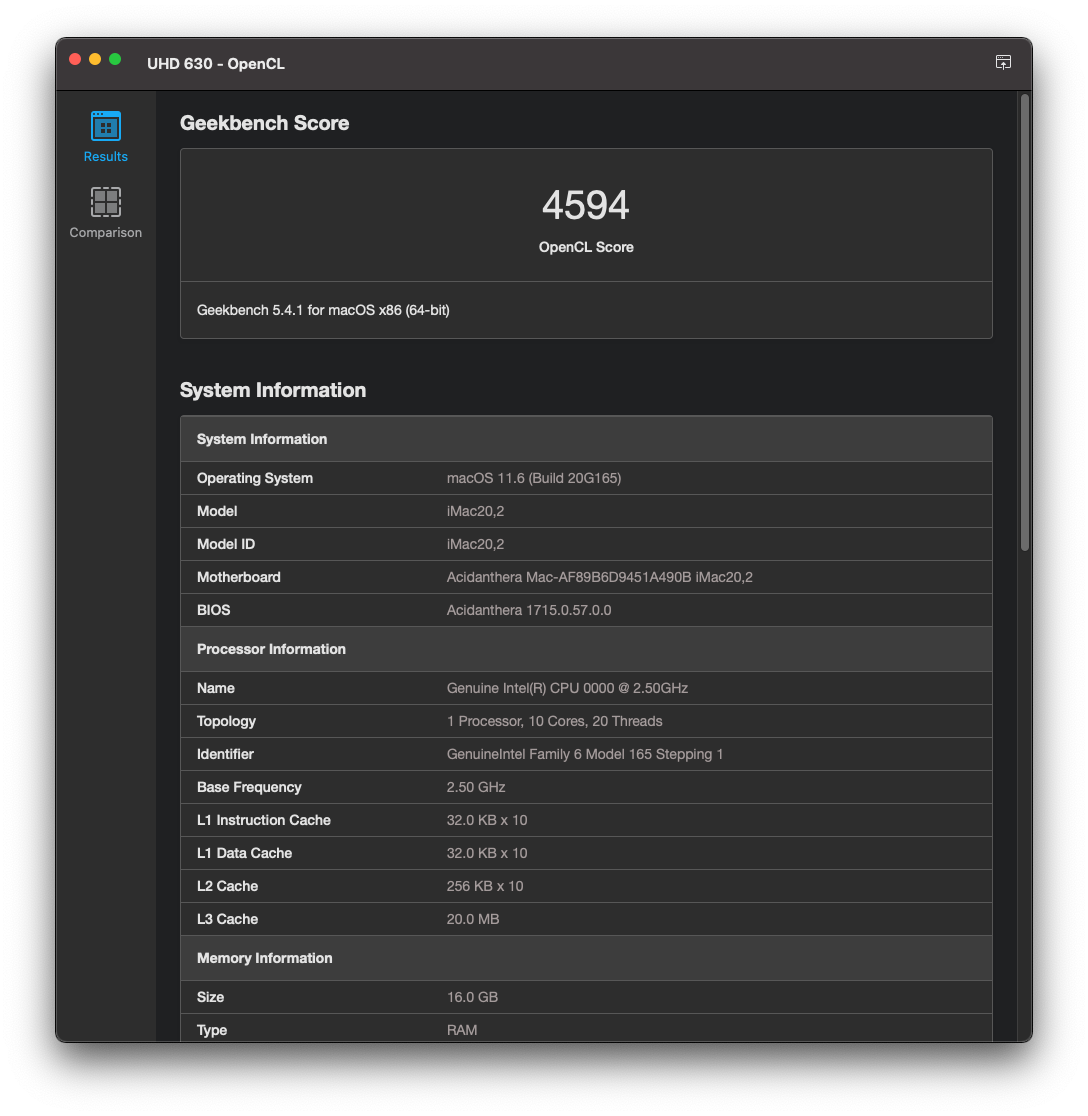 UHD 630 - OpenCL
Results
Comparison
Geekbench Score
4594
OpenCL Score
Geekbench 5.4.1 for macOS x86 (64-bit)
System Information
System Information
Operating System macOS 11.6 (Build 20G165)
Model iMac20,2
Model ID iMac20,2
Motherboard Acidanthera Mac-AF89B6D9451A490B iMac20,2
BIOS Acidanthera 1715.0.57.0.0
Processor Information
Name Genuine Intel(R) CPU 0000 @ 2.50GHz
Topology 1 Processor, 10 Cores, 20 Threads
Identifier GenuineIntel Family 6 Model 165 Stepping 1
Base Frequency 2.50 GHz
L1 Instruction Cache 32.0 KB x 10
L1 Data Cache 32.0 KB x 10
L2 Cache 256 KB x 10
L3 Cache 20.0 MB
Memory Information
Size 16.0 GB
Type RAM